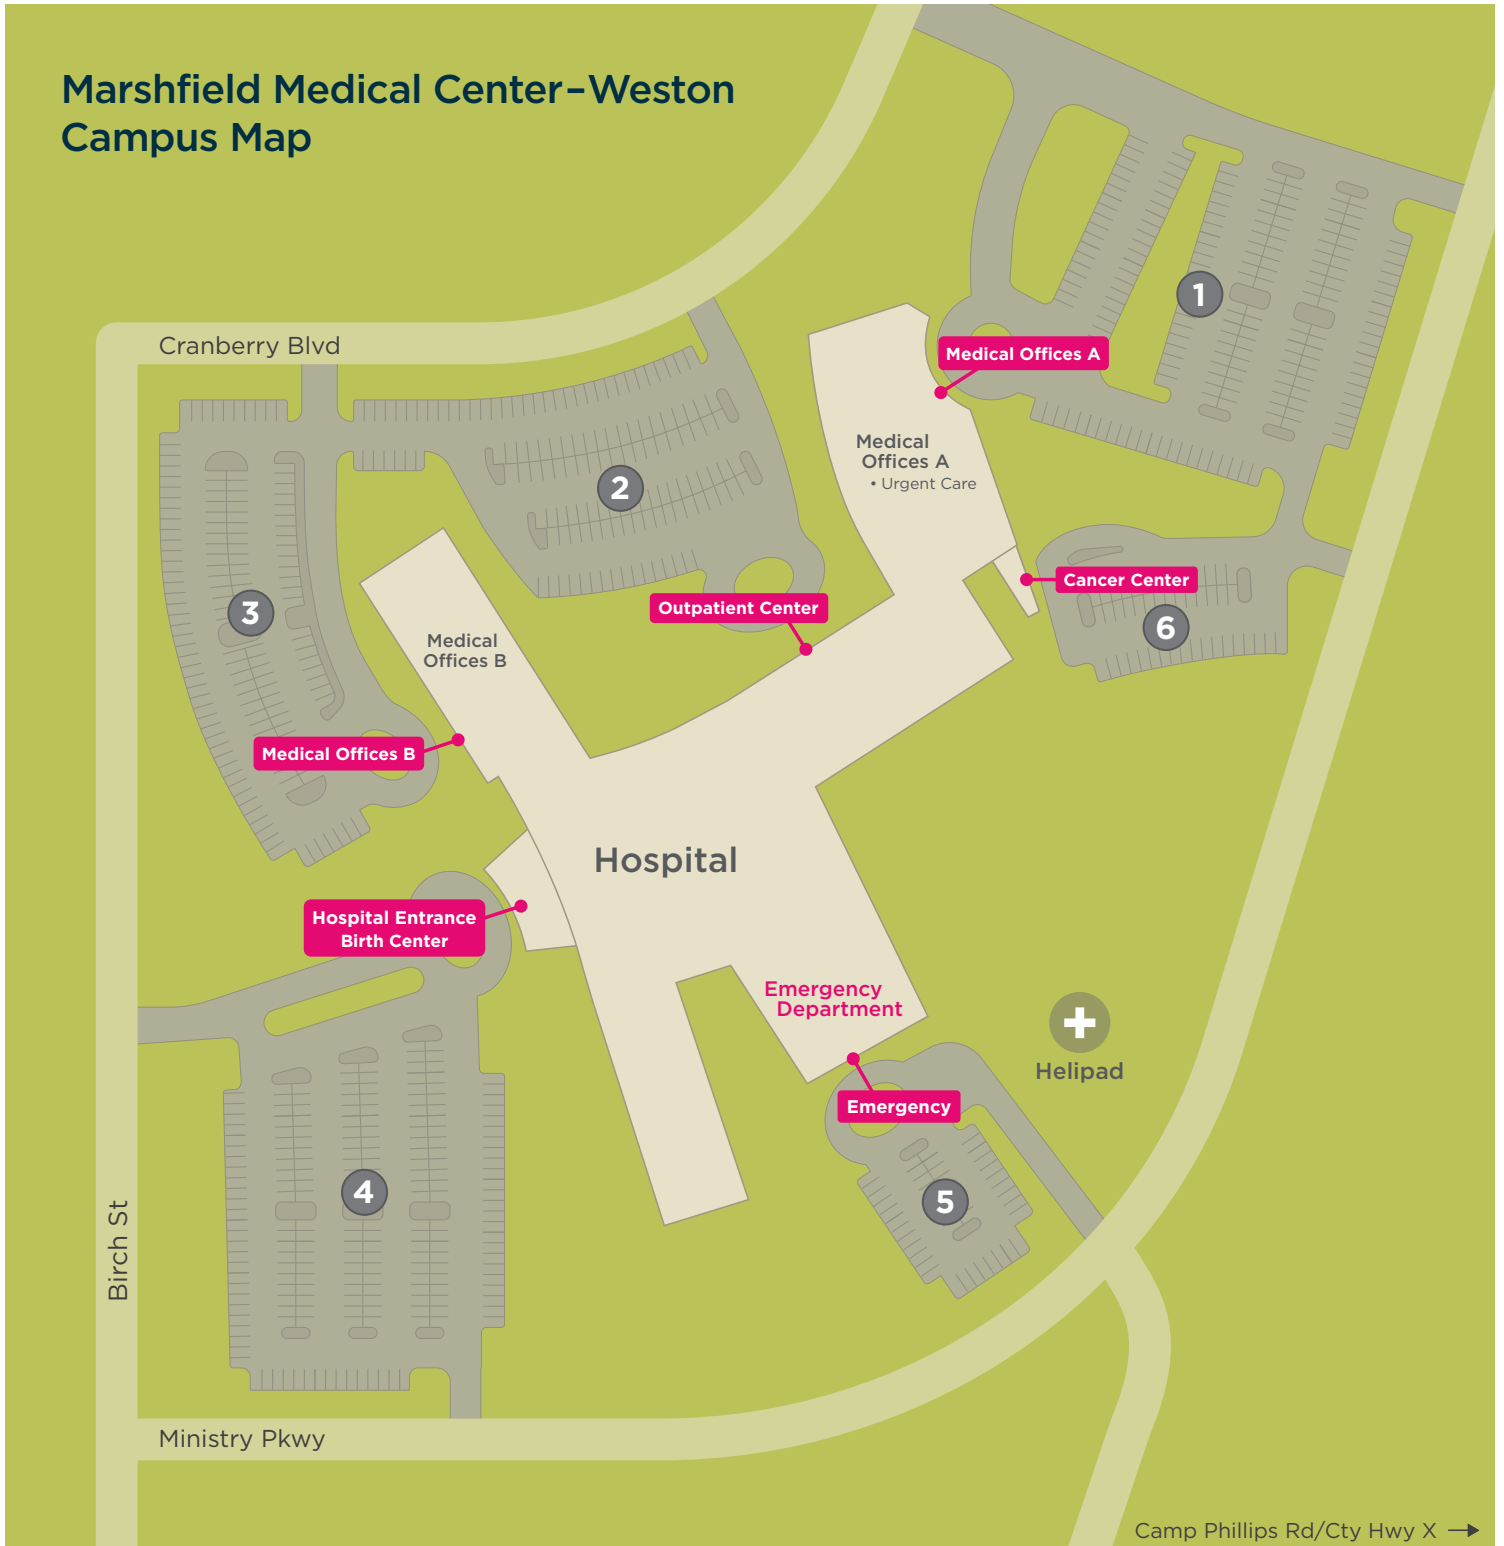 Marshfield Medical Center–Weston
Campus Map
Cranberry Blvd
1
Medical Offices A
Medical
Offices A
• Urgent Care
2
Cancer Center
Outpatient Center
3
6
Medical
Offices B
Medical Offices B
Hospital
Hospital Entrance
Birth Center
Emergency
Department
Helipad
Emergency
4
5
Birch St
Ministry Pkwy
Camp Phillips Rd/Cty Hwy X